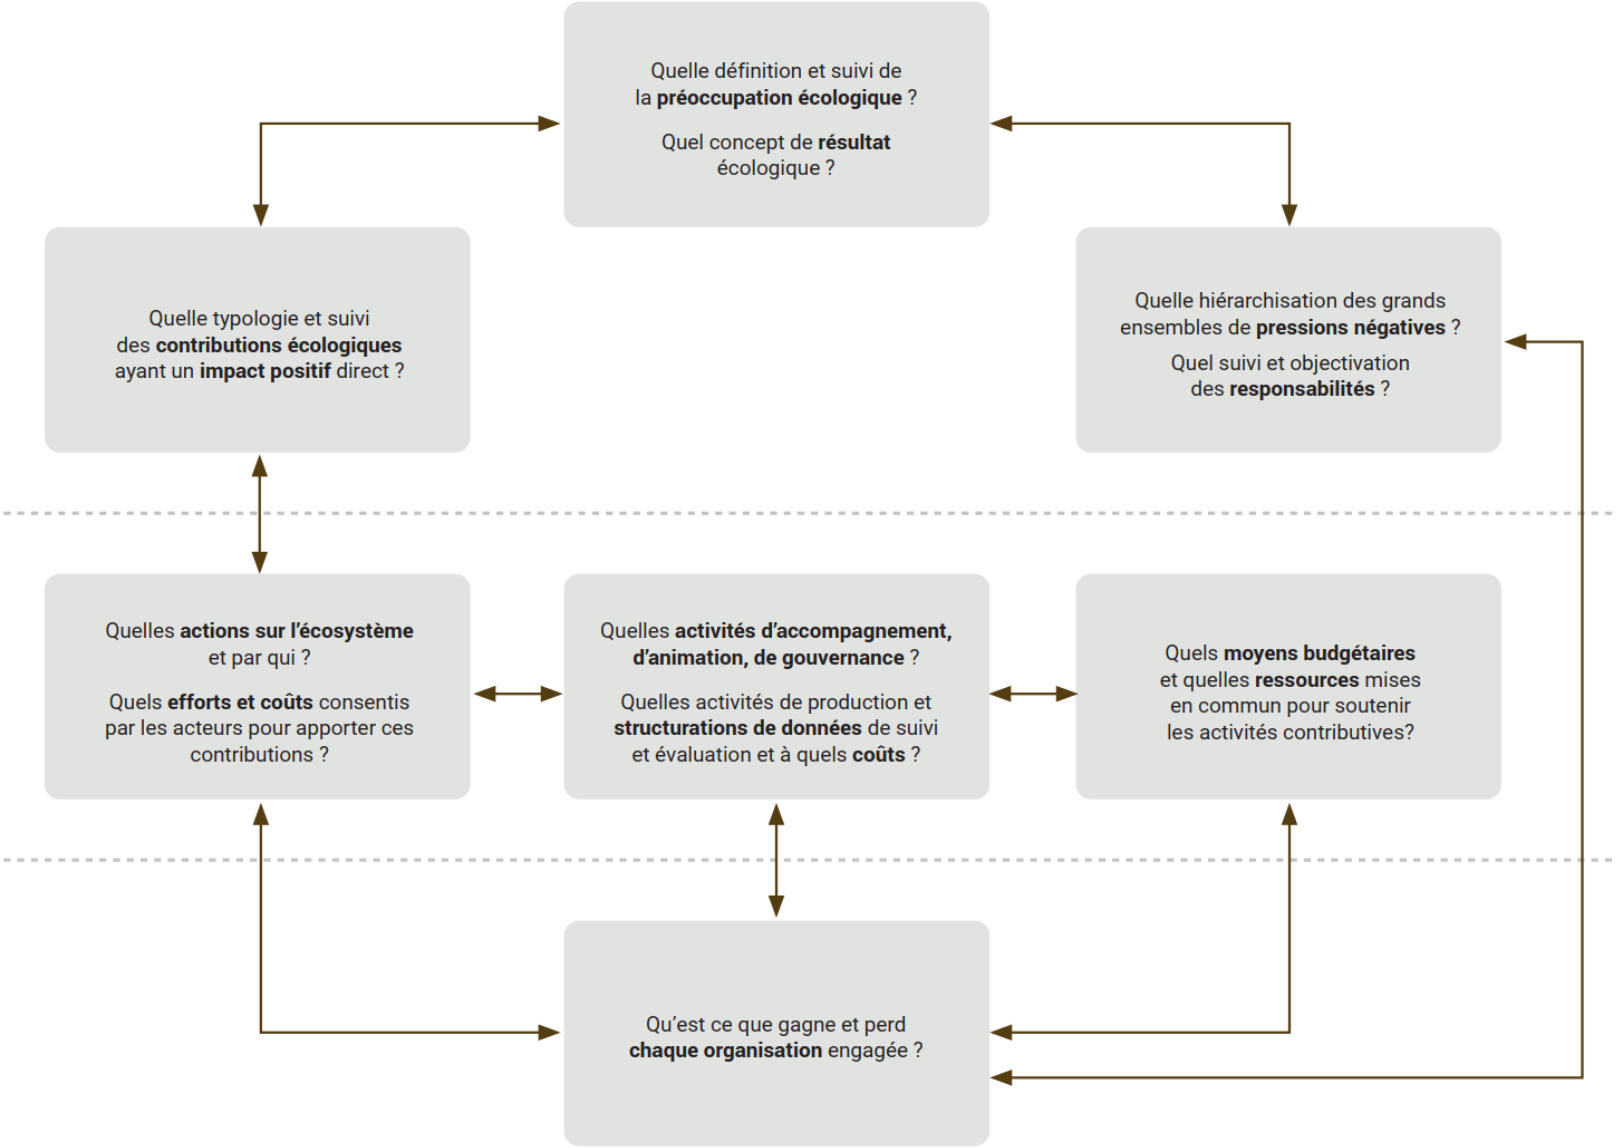 Quelle définition et suivi de
la préoccupation écologique ?
Quel concept de résultat
écologique ?
Quelle typologie et suivi
des contributions écologiques
ayant un impact positif direct ?
Quelle hiérarchisation des grands
ensembles de pressions négatives ?
Quel suivi et objectivation
des responsabilités ?
Quelles actions sur l’écosystème
et par qui ?
Quels efforts et coûts consentis
par les acteurs pour apporter ces
contributions ?
Quelles activités d’accompagnement,
d’animation, de gouvernance ?
Quelles activités de production et
structurations de données de suivi
et évaluation et à quels coûts ?
Quels moyens budgétaires
et quelles ressources mises
en commun pour soutenir
les activités contributives?
Qu’est ce que gagne et perd
chaque organisation engagée ?